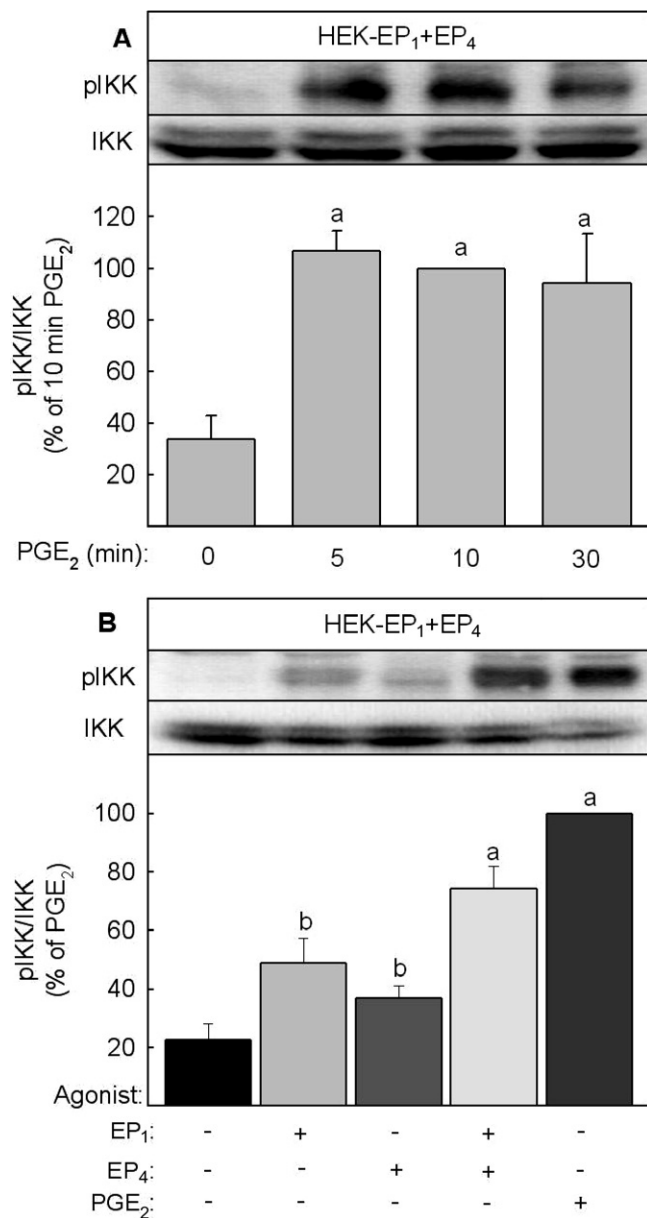 A
HEK-EP₁+EP₄
pIKK
IKK
pIKK/IKK
(% of 10 min PGE₂)
120
100
80
60
40
20
a
a
a
PGE₂ (min): 0 5 10 30
B
HEK-EP₁+EP₄
pIKK
IKK
pIKK/IKK
(% of PGE₂)
100
80
60
40
20
b
b
a
a
Agonist:
EP₁: - + - + -
EP₄: - - + + -
PGE₂: - - - - +